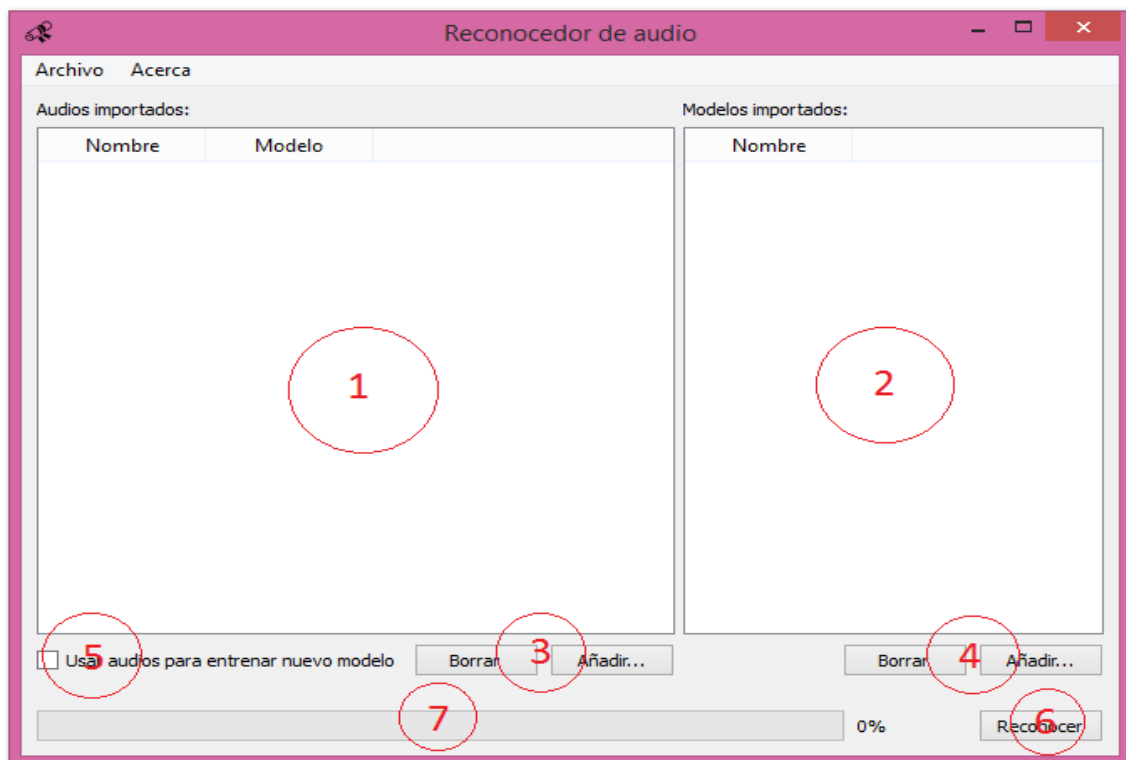 Reconocedor de audio
Archivo Acerca
Audios importados: Modelos importados:
Nombre Modelo Nombre
1 2
5 Usar audios para entrenar nuevo modelo Borrar 3 Añadir... Borrar 4 Añadir...
7 0% Reconocer 6